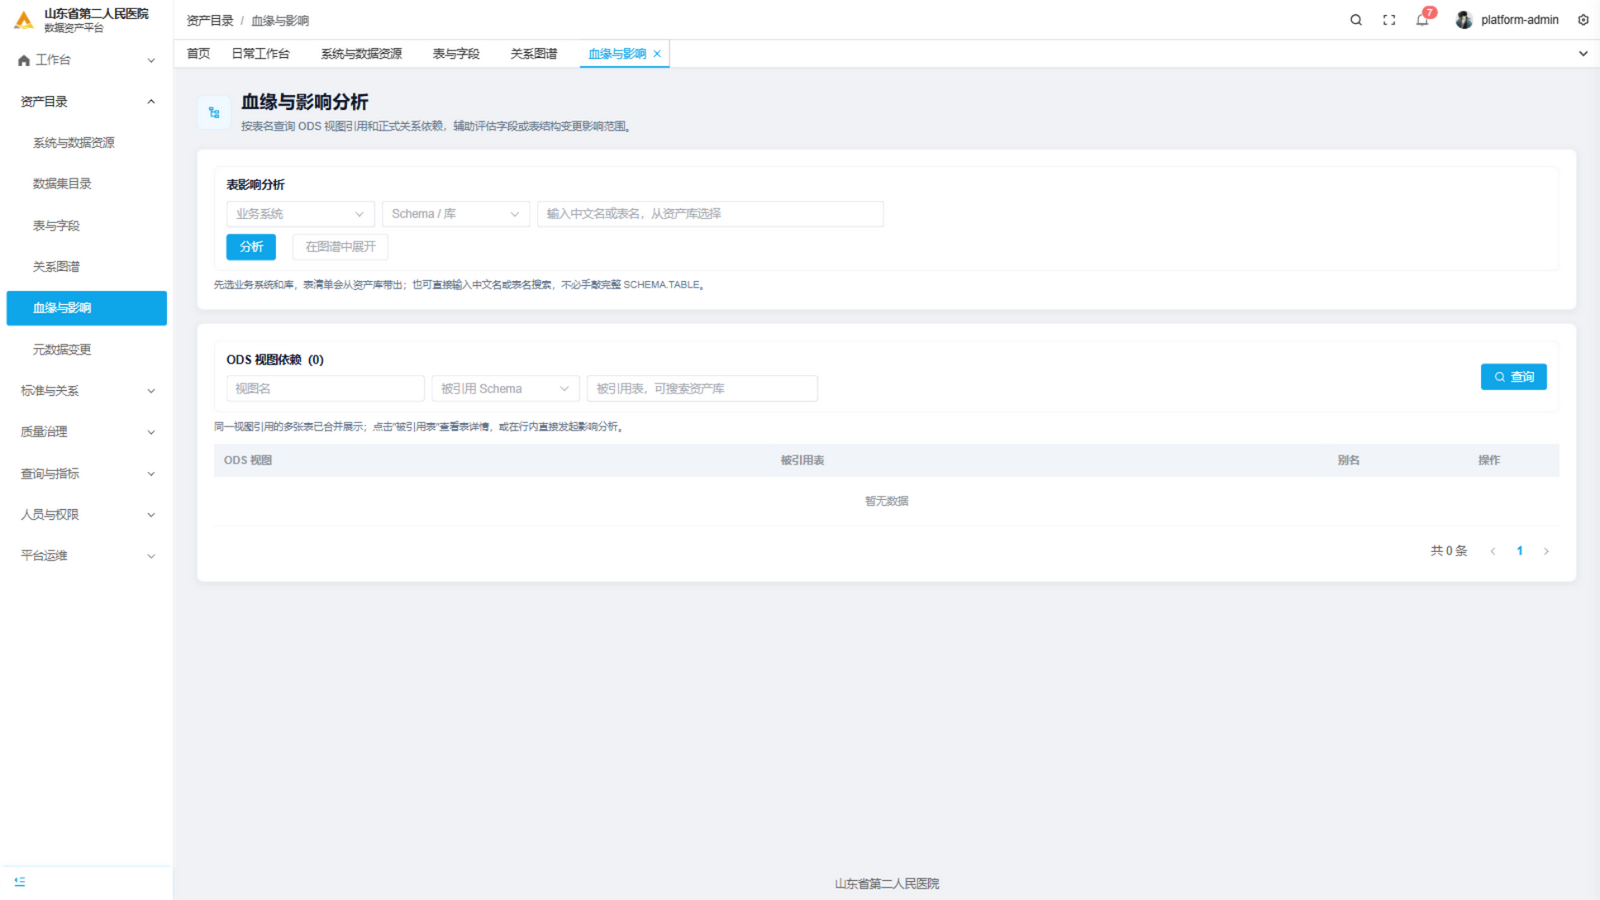 山东省第二人民医院
数据资产平台
资产目录 / 血缘与影响
7
platform-admin
首页
日常工作台
系统与数据资源
表与字段
关系图谱
血缘与影响
工作台
资产目录
系统与数据资源
数据集目录
表与字段
关系图谱
血缘与影响
元数据变更
标准与关系
质量治理
查询与指标
人员与权限
平台运维
血缘与影响分析
按表名查询 ODS 视图引用和正式关系依赖，辅助评估字段或表结构变更影响范围。
表影响分析
业务系统
Schema / 库
输入中文名或表名，从资产库选择
分析
在图谱中展开
先选业务系统和库，表清单会从资产库带出；也可直接输入中文名或表名搜索，不必手敲完整 SCHEMA.TABLE。
ODS 视图依赖 (0)
视图名
被引用 Schema
被引用表，可搜索资产库
查询
同一视图引用的多张表已合并展示；点击"被引用表"查看表详情，或在行内直接发起影响分析。
ODS 视图
被引用表
别名
操作
暂无数据
共 0 条
1
山东省第二人民医院